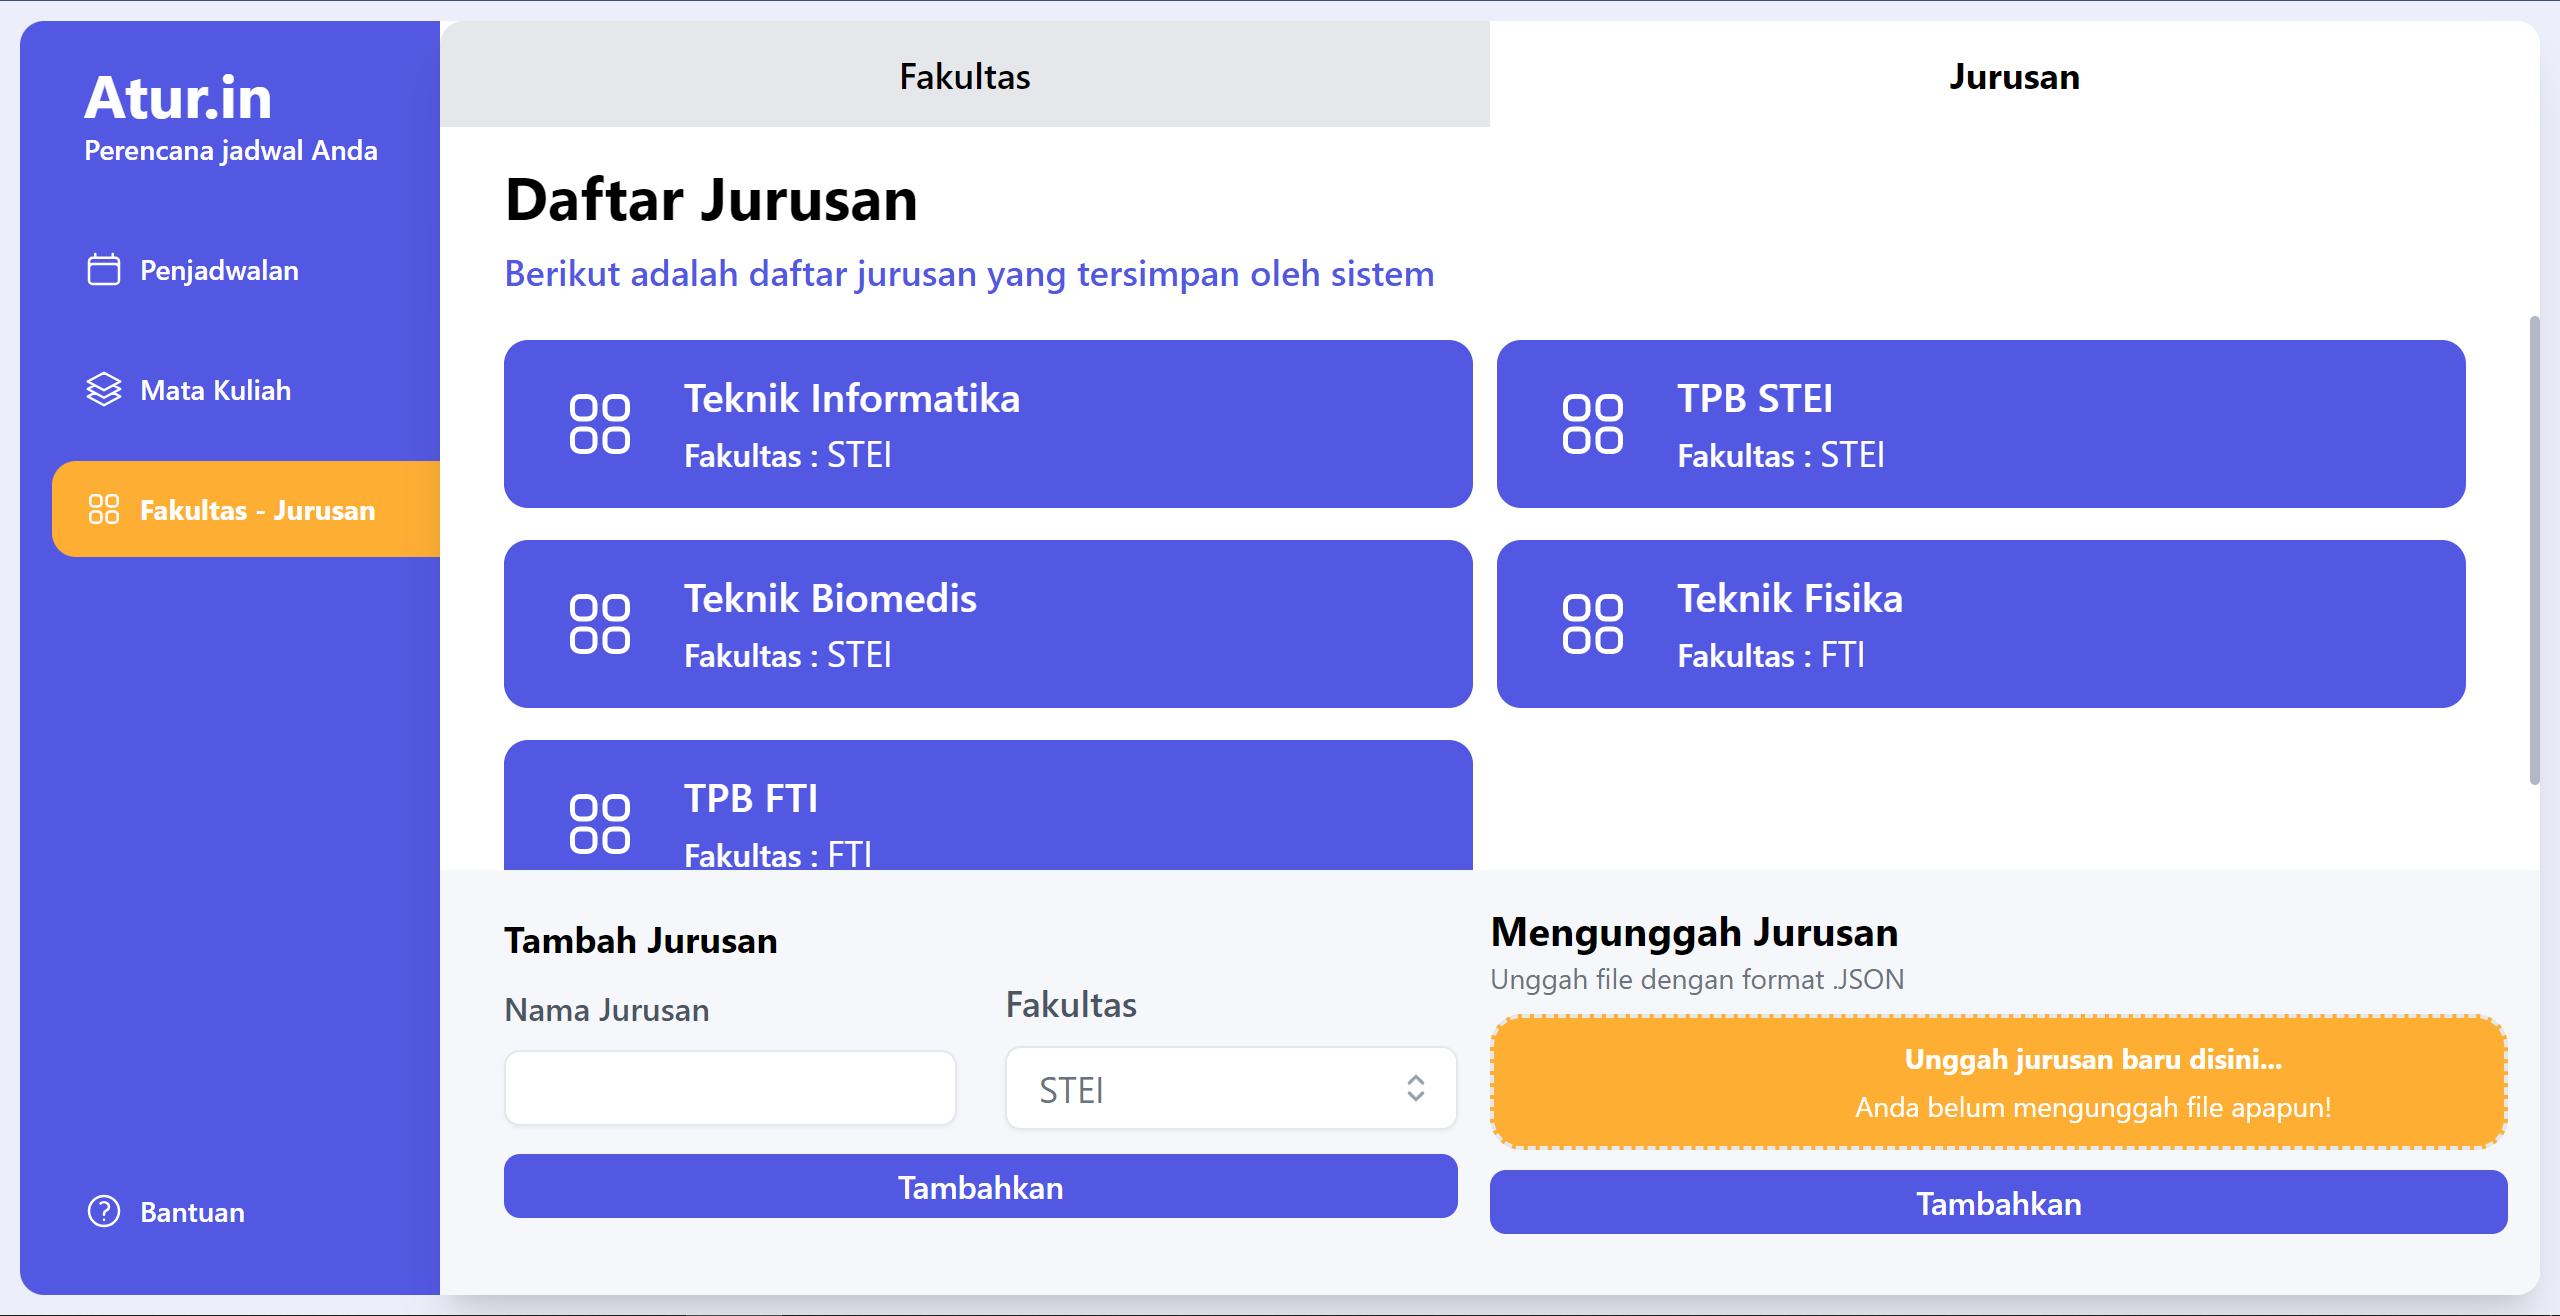 Atur.in
Perencana jadwal Anda
Penjadwalan
Mata Kuliah
Fakultas - Jurusan
Bantuan
Fakultas
Jurusan
Daftar Jurusan
Berikut adalah daftar jurusan yang tersimpan oleh sistem
Teknik Informatika
Fakultas : STEI
TPB STEI
Fakultas : STEI
Teknik Biomedis
Fakultas : STEI
Teknik Fisika
Fakultas : FTI
TPB FTI
Fakultas : FTI
Tambah Jurusan
Nama Jurusan
Fakultas
STEI
Tambahkan
Mengunggah Jurusan
Unggah file dengan format .JSON
Unggah jurusan baru disini...
Anda belum mengunggah file apapun!
Tambahkan